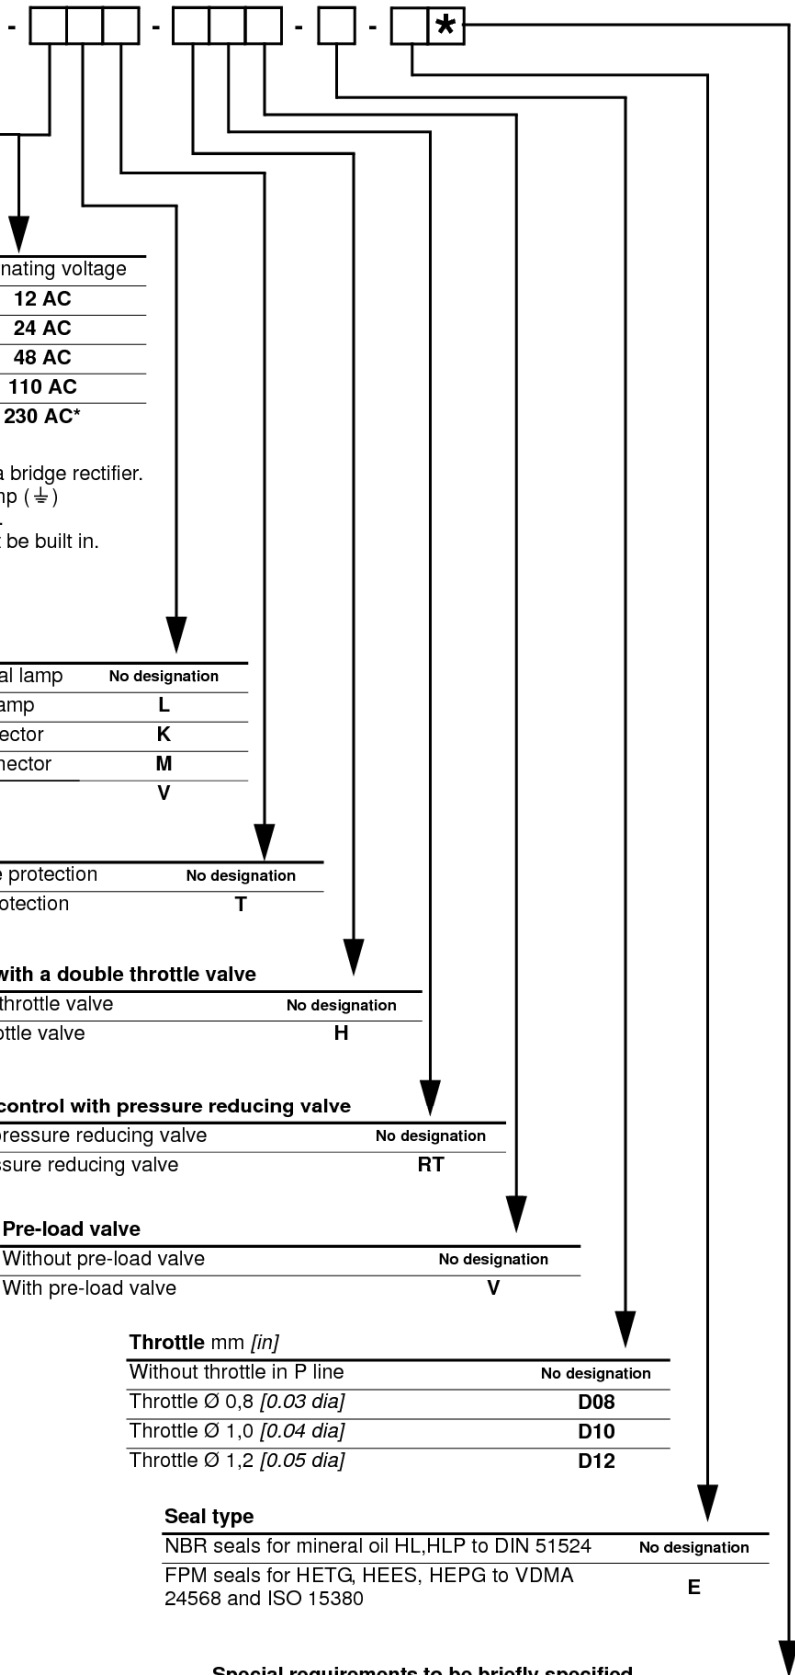 - - - - *
nating voltage
12 AC
24 AC
48 AC
110 AC
230 AC*
a bridge rectifier.
mp (⏚)
.
t be built in.
al lamp No designation
amp L
ector K
nector M
V
e protection No designation
otection T
with a double throttle valve
throttle valve No designation
ottle valve H
control with pressure reducing valve
pressure reducing valve No designation
ssure reducing valve RT
Pre-load valve
Without pre-load valve No designation
With pre-load valve V
Throttle mm [in]
Without throttle in P line No designation
Throttle Ø 0,8 [0.03 dia] D08
Throttle Ø 1,0 [0.04 dia] D10
Throttle Ø 1,2 [0.05 dia] D12
Seal type
NBR seals for mineral oil HL,HLP to DIN 51524 No designation
FPM seals for HETG, HEES, HEPG to VDMA
24568 and ISO 15380 E
Special requirements to be briefly specified